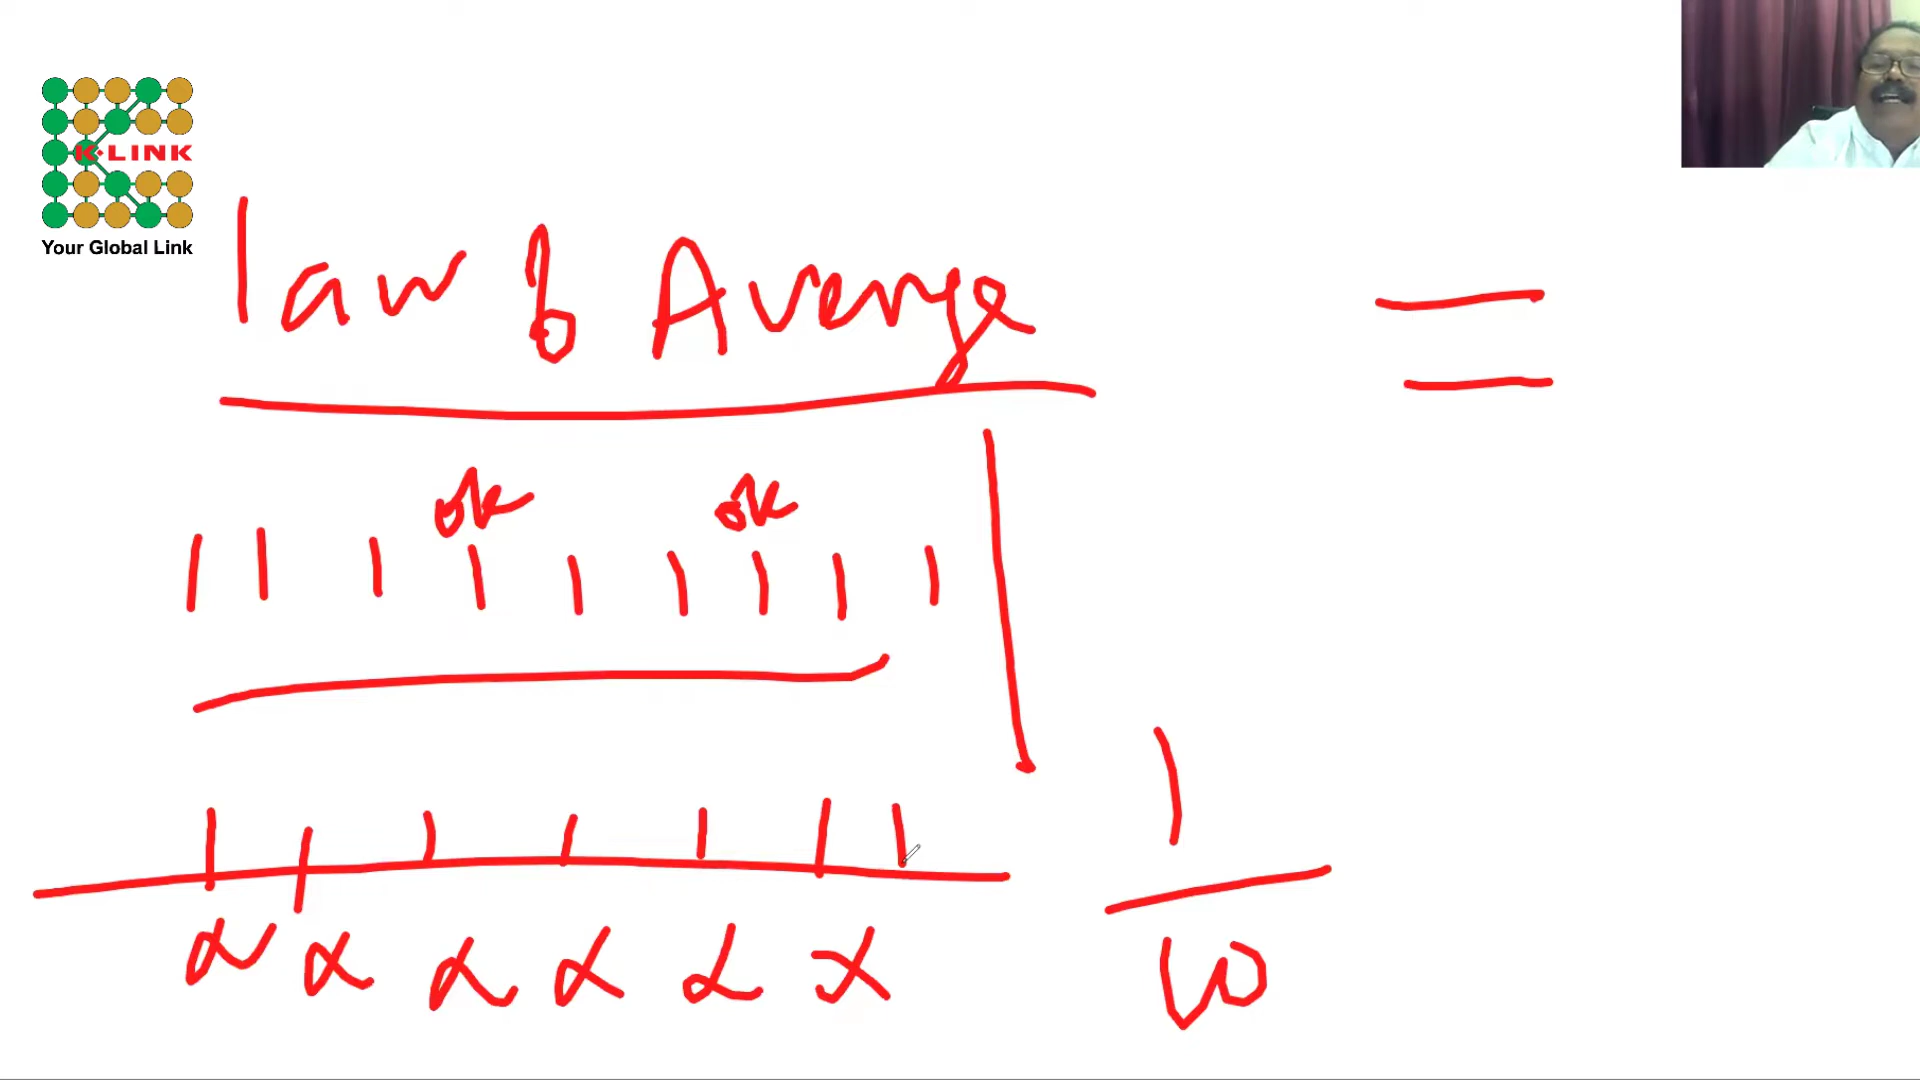 K-LINK
Your Global Link
law of Average
ok ok
1
10
x x x x x x